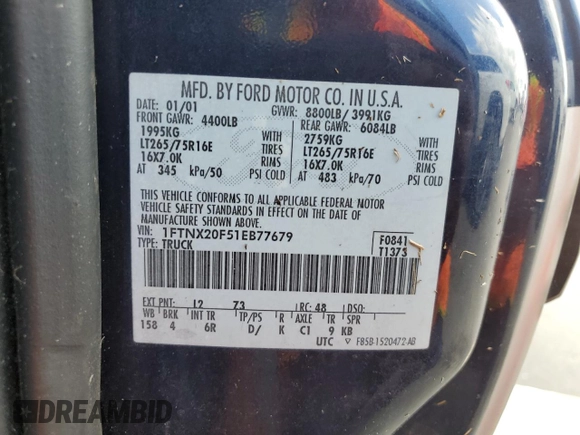 MFD. BY FORD MOTOR CO. IN U.S.A.
DATE: 01/01 GVWR: 8800LB/ 3991KG
FRONT GAWR: 4400LB REAR GAWR: 6084LB
1995KG WITH 2759KG WITH
LT265/75R16E TIRES LT265/75R16E TIRES
16X7.0K RIMS 16X7.0K RIMS
AT 345 kPa/50 PSI COLD AT 483 kPa/70 PSI COLD
THIS VEHICLE CONFORMS TO ALL APPLICABLE FEDERAL MOTOR
VEHICLE SAFETY STANDARDS IN EFFECT ON THE DATE OF
MANUFACTURE SHOWN ABOVE.
VIN: 1FTNX20F51EB77679 F0841
TYPE: TRUCK T1373
EXT PNT: 12 73 RC: 48 DSO:
WB BRK INT TR TP/PS R AXLE TR SPR
158 4 6R D/ K C1 9 KB
UTC F85B-1520472-AB
DREAMBID